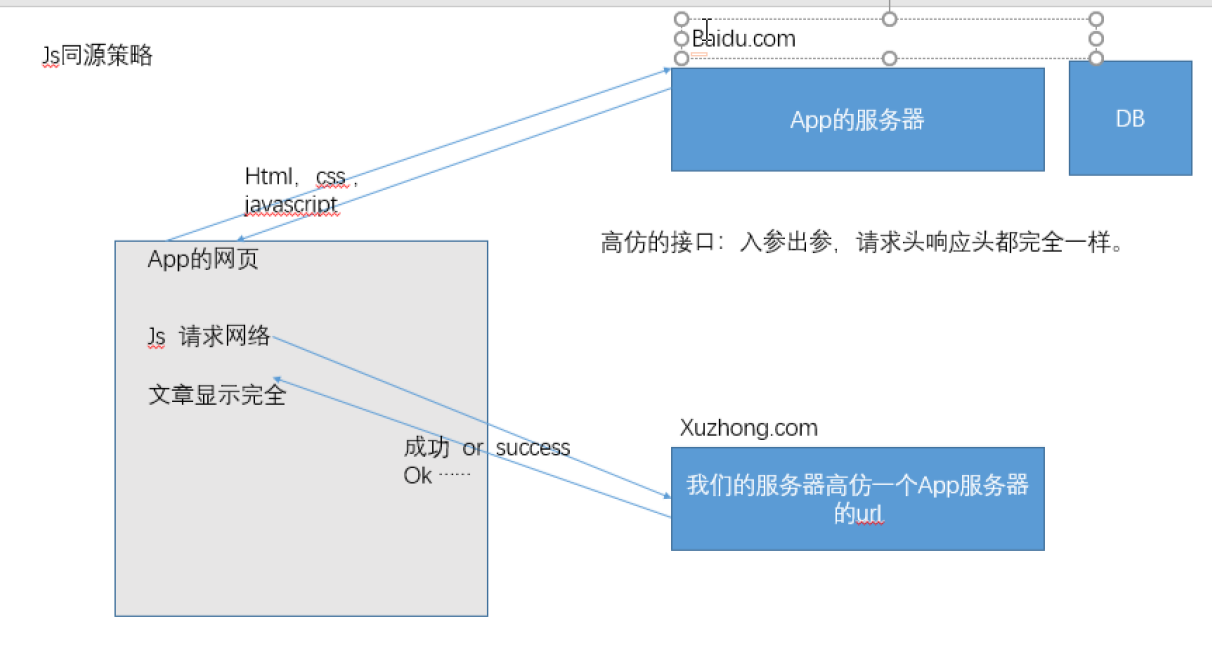 Js同源策略
Baidu.com
App的服务器
DB
Html，css，
javascript
高仿的接口：入参出参，请求头响应头都完全一样。
App的网页
Js 请求网络
文章显示完全
成功 or success
Ok ……
Xuzhong.com
我们的服务器高仿一个App服务器
的url